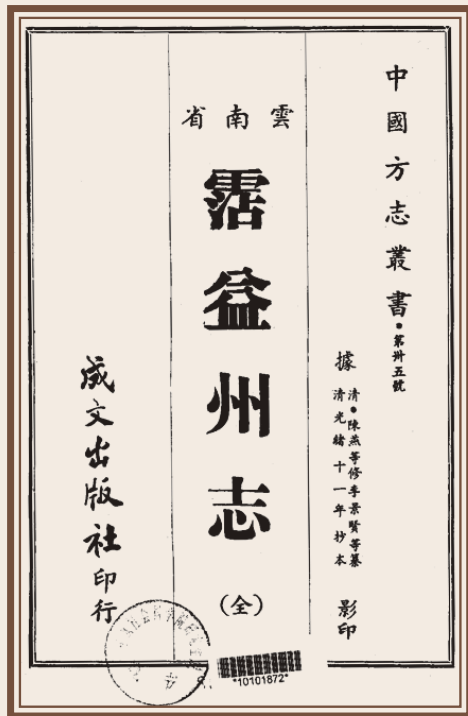 中國方志叢書•第卅五號
據
清•陳燕等修李景賢等纂
清光緒十一年抄本
影印
雲南省
霑益州志
(全)
成文出版社印行
*10101872*